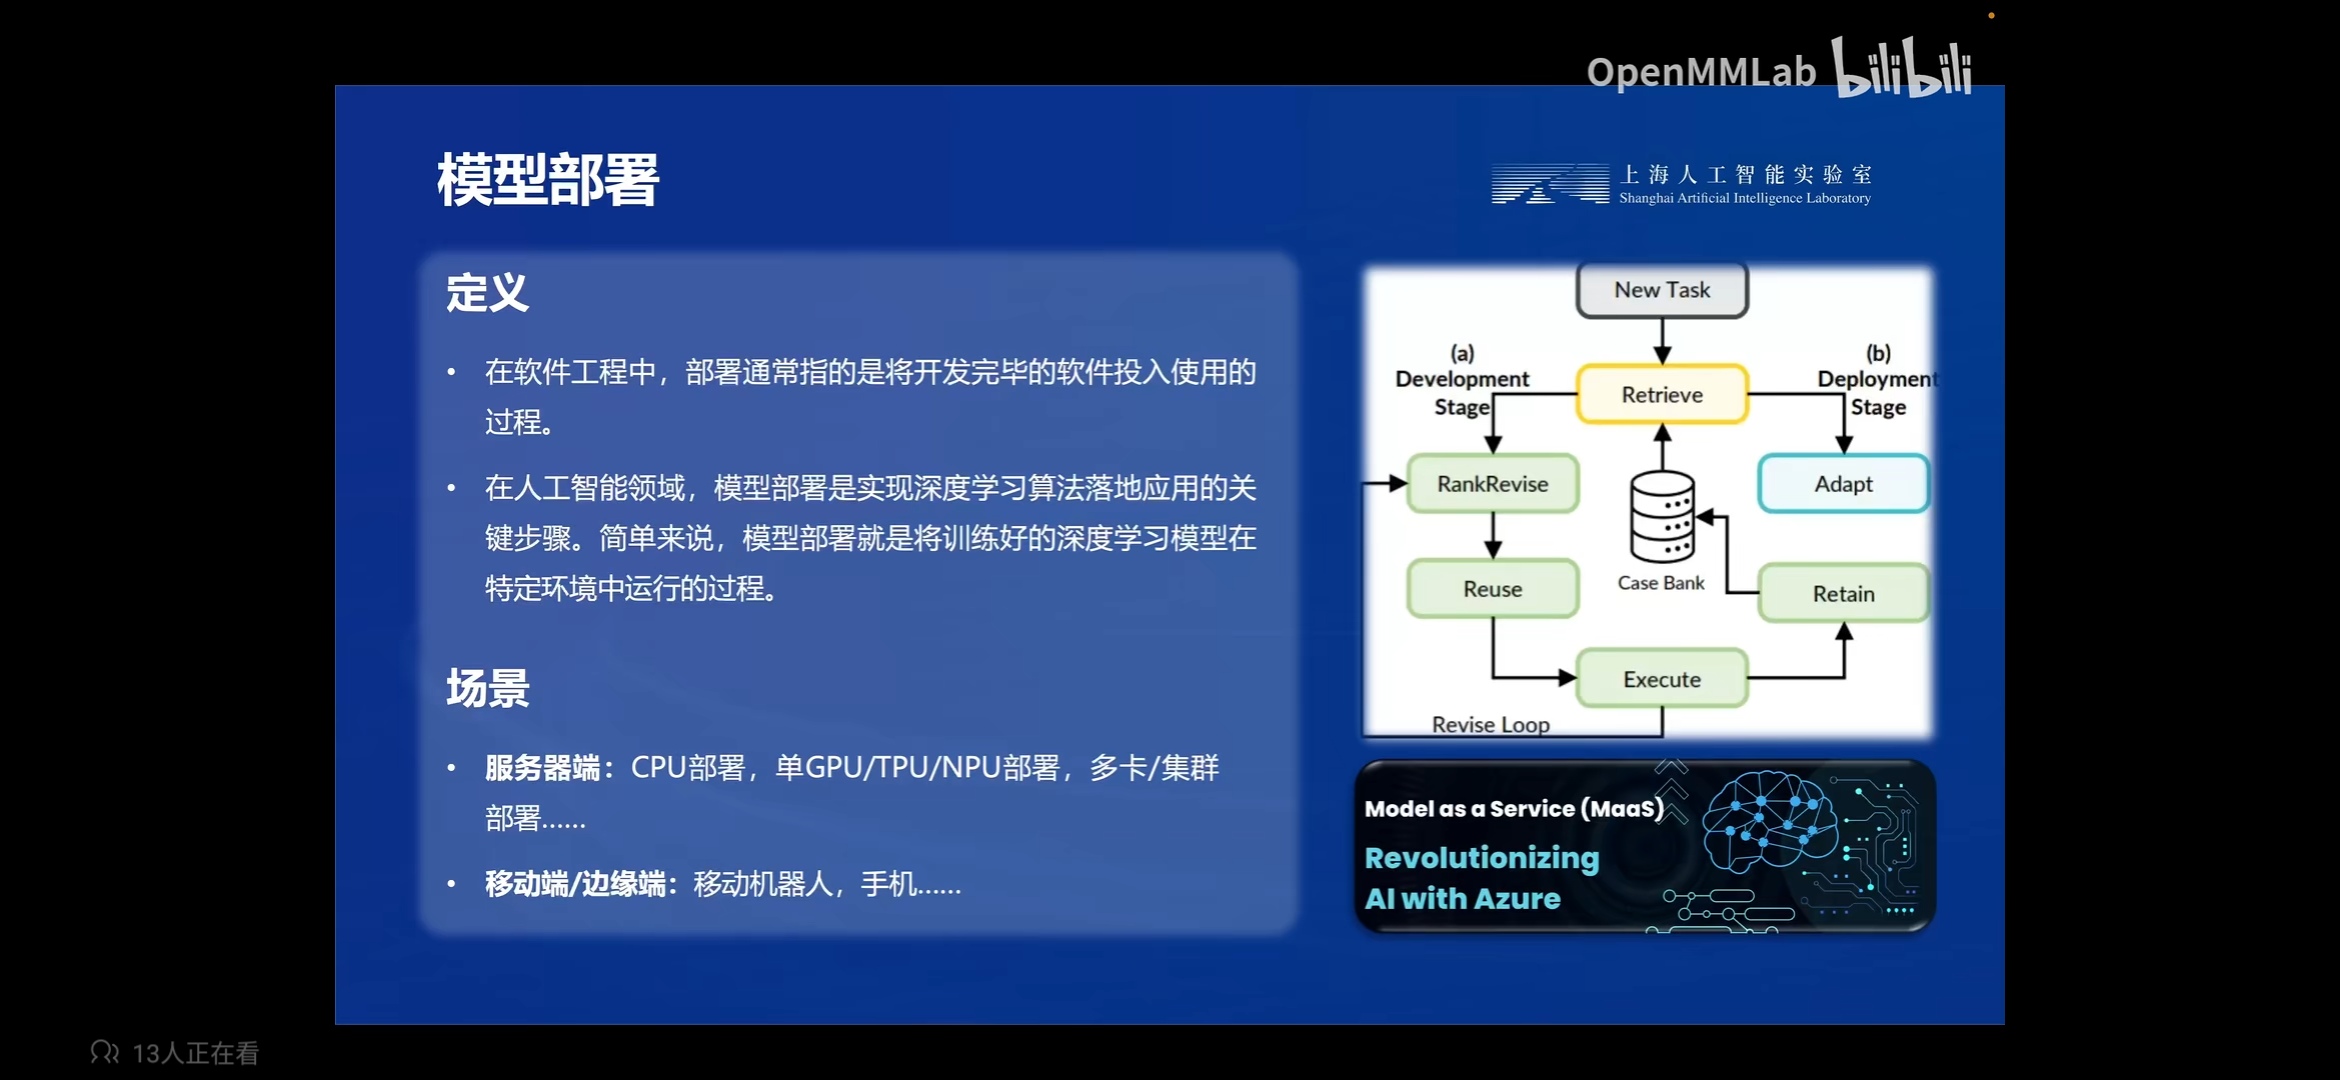 OpenMMLab bilibili
模型部署
上海人工智能实验室
Shanghai Artificial Intelligence Laboratory
定义
• 在软件工程中，部署通常指的是将开发完毕的软件投入使用的
过程。
• 在人工智能领域，模型部署是实现深度学习算法落地应用的关
键步骤。简单来说，模型部署就是将训练好的深度学习模型在
特定环境中运行的过程。
场景
• 服务器端：CPU部署，单GPU/TPU/NPU部署，多卡/集群
部署……
• 移动端/边缘端：移动机器人，手机……
New Task
(a)
Development
Stage
Retrieve
(b)
Deployment
Stage
RankRevise
Adapt
Case Bank
Reuse
Retain
Execute
Revise Loop
Model as a Service (MaaS)
Revolutionizing
AI with Azure
13人正在看